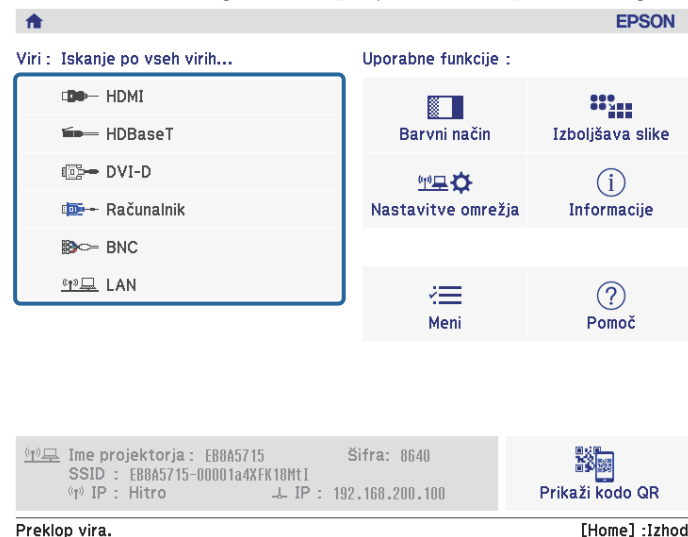 EPSON
Viri : Iskanje po vseh virih...
HDMI
HDBaseT
DVI-D
Računalnik
BNC
LAN
Uporabne funkcije :
Barvni način
Izboljšava slike
Nastavitve omrežja
Informacije
Meni
Pomoč
Ime projektorja : EB8A5715 Šifra: 8640
SSID : EB8A5715-00001a4XFK18MtI
IP : Hitro IP : 192.168.200.100
Prikaži kodo QR
Preklop vira. [Home] :Izhod